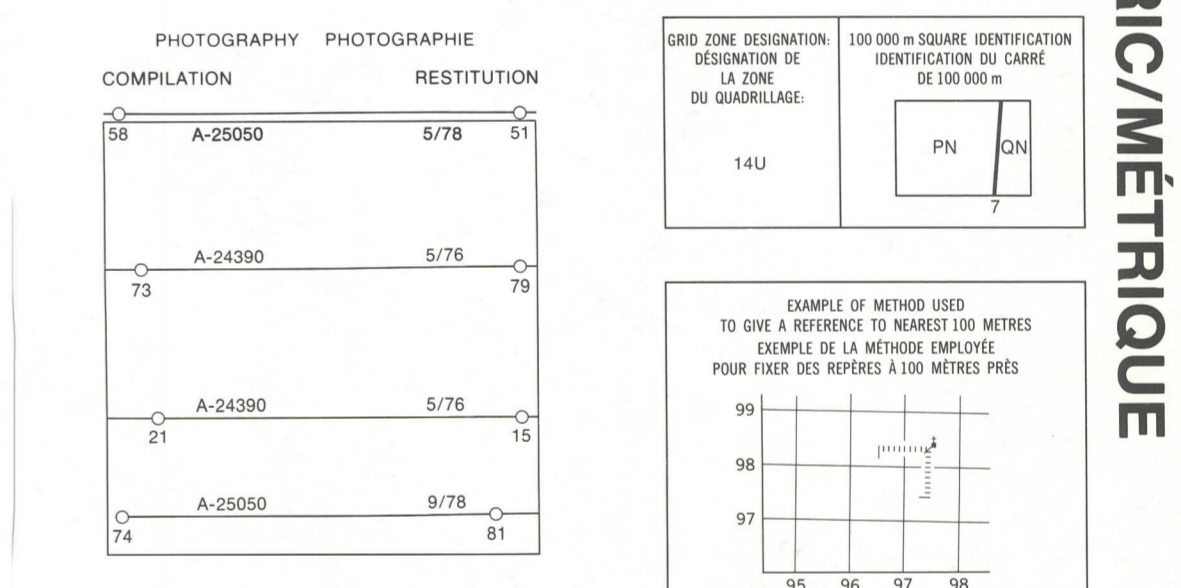 PHOTOGRAPHY PHOTOGRAPHIE
COMPILATION RESTITUTION
58 A-25050 5/78 51
A-24390 5/76
73 79
A-24390 5/76
21 15
A-25050 9/78
74 81
GRID ZONE DESIGNATION:
DÉSIGNATION DE
LA ZONE
DU QUADRILLAGE:
14U
100 000 m SQUARE IDENTIFICATION
IDENTIFICATION DU CARRÉ
DE 100 000 m
PN QN
7
EXAMPLE OF METHOD USED
TO GIVE A REFERENCE TO NEAREST 100 METRES
EXEMPLE DE LA MÉTHODE EMPLOYÉE
POUR FIXER DES REPÈRES À 100 MÈTRES PRÈS
99
98
97
95 96 97 98
RIC/MÉTRIQUE